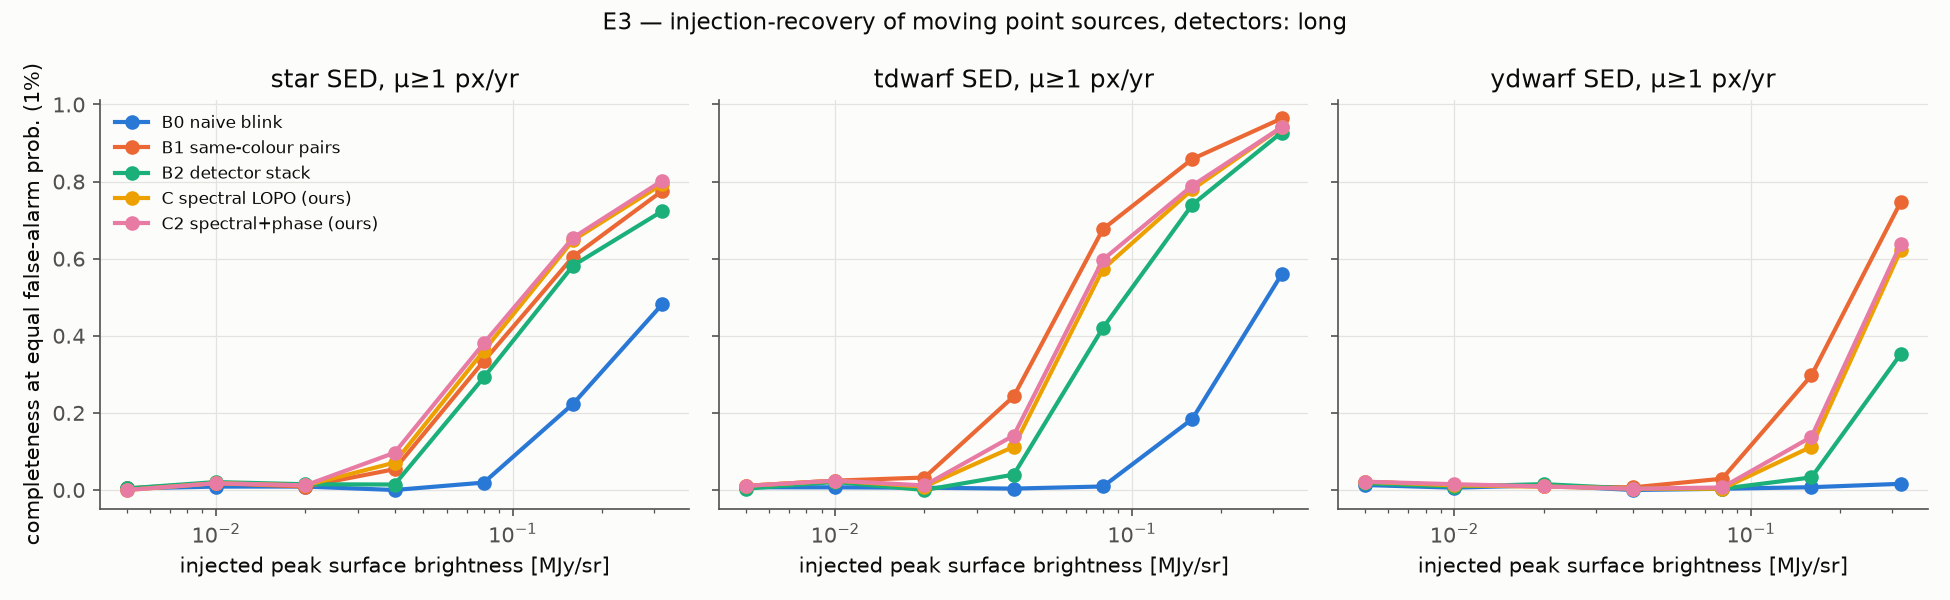 E3 — injection-recovery of moving point sources, detectors: long
completeness at equal false-alarm prob. (1%)
star SED, μ≥1 px/yr
1.0
0.8
0.6
0.4
0.2
0.0
B0 naive blink
B1 same-colour pairs
B2 detector stack
C spectral LOPO (ours)
C2 spectral+phase (ours)
10⁻²
10⁻¹
injected peak surface brightness [MJy/sr]
tdwarf SED, μ≥1 px/yr
10⁻²
10⁻¹
injected peak surface brightness [MJy/sr]
ydwarf SED, μ≥1 px/yr
10⁻²
10⁻¹
injected peak surface brightness [MJy/sr]